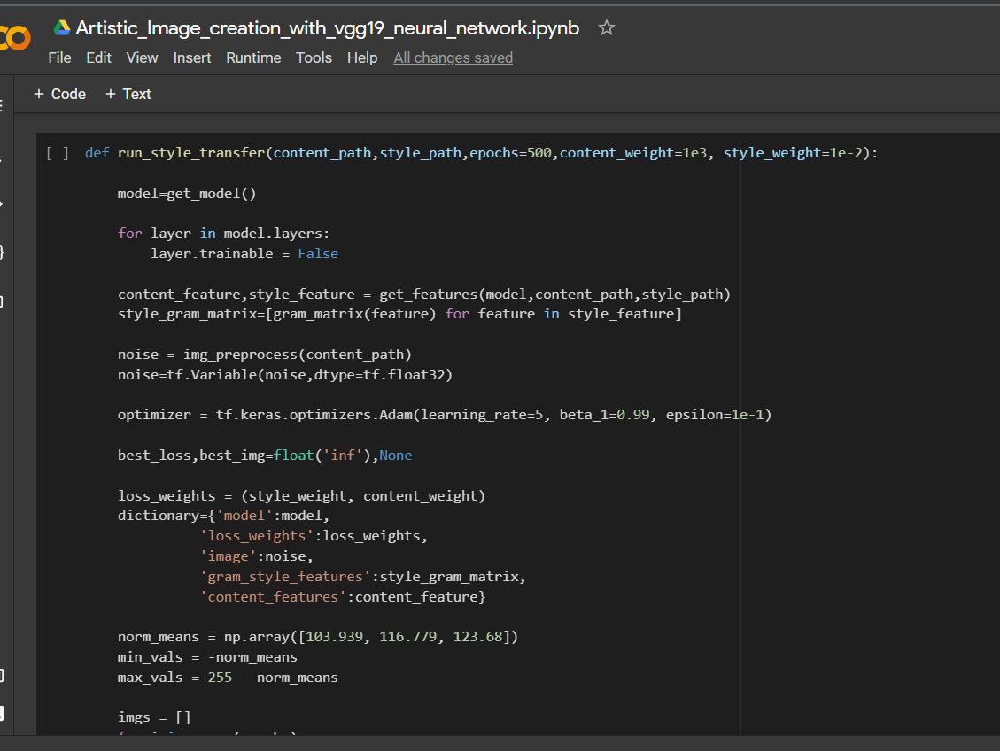 Artistic_Image_creation_with_vgg19_neural_network.ipynb
File Edit View Insert Runtime Tools Help All changes saved
+ Code + Text
[ ] def run_style_transfer(content_path,style_path,epochs=500,content_weight=1e3, style_weight=1e-2):
model=get_model()
for layer in model.layers:
layer.trainable = False
content_feature,style_feature = get_features(model,content_path,style_path)
style_gram_matrix=[gram_matrix(feature) for feature in style_feature]
noise = img_preprocess(content_path)
noise=tf.Variable(noise,dtype=tf.float32)
optimizer = tf.keras.optimizers.Adam(learning_rate=5, beta_1=0.99, epsilon=1e-1)
best_loss,best_img=float('inf'),None
loss_weights = (style_weight, content_weight)
dictionary={'model':model,
'loss_weights':loss_weights,
'image':noise,
'gram_style_features':style_gram_matrix,
'content_features':content_feature}
norm_means = np.array([103.939, 116.779, 123.68])
min_vals = -norm_means
max_vals = 255 - norm_means
imgs = []